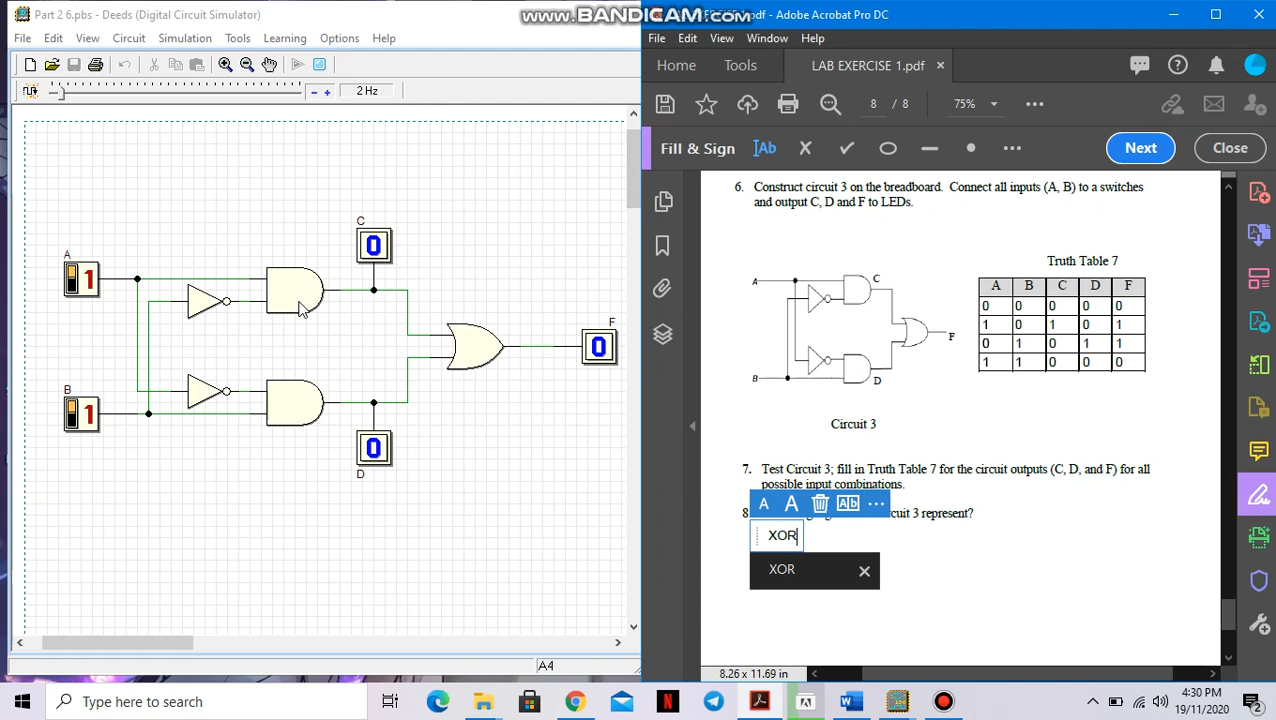 Part 2 6.pbs - Deeds (Digital Circuit Simulator)
www.BANDICAM.com
.pdf - Adobe Acrobat Pro DC
File Edit View Circuit Simulation Tools Learning Options Help
File Edit View Window Help
Home Tools LAB EXERCISE 1.pdf
2 Hz
8 / 8 75%
Fill & Sign Ab Next Close
6. Construct circuit 3 on the breadboard. Connect all inputs (A, B) to a switches
and output C, D and F to LEDs.
C
0
A
1
F
0
B
1
0
D
A
C
F
B
D
Circuit 3
Truth Table 7
A B C D F
0 0 0 0 0
1 0 1 0 1
0 1 0 1 1
1 1 0 0 0
7. Test Circuit 3; fill in Truth Table 7 for the circuit outputs (C, D, and F) for all
possible input combinations.
A A Ab
8 cuit 3 represent?
XOR
XOR
A4
8.26 x 11.69 in
Type here to search
4:30 PM
19/11/2020
2